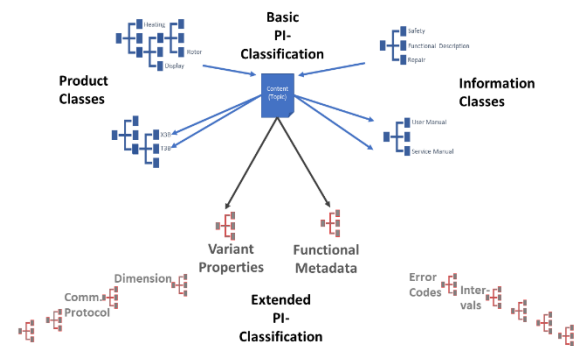 Basic
PI-
Classification
Heating
Rotor
Display
Safety
Functional Description
Repair
Product
Classes
Content
(Topic)
Information
Classes
X3G
T38
User Manual
Service Manual
Variant
Properties
Functional
Metadata
Dimension
Comm.
Protocol
Error
Codes
Inter-
vals
Extended
PI-
Classification